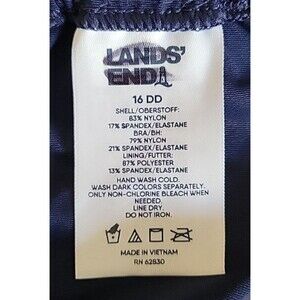 LANDS'
END
16 DD
SHELL/OBERSTOFF:
83% NYLON
17% SPANDEX/ELASTANE
BRA/BH:
79% NYLON
21% SPANDEX/ELASTANE
LINING/FUTTER:
87% POLYESTER
13% SPANDEX/ELASTANE
HAND WASH COLD.
WASH DARK COLORS SEPARATELY.
ONLY NON-CHLORINE BLEACH WHEN
NEEDED.
LINE DRY.
DO NOT IRON.
MADE IN VIETNAM
RN 62830